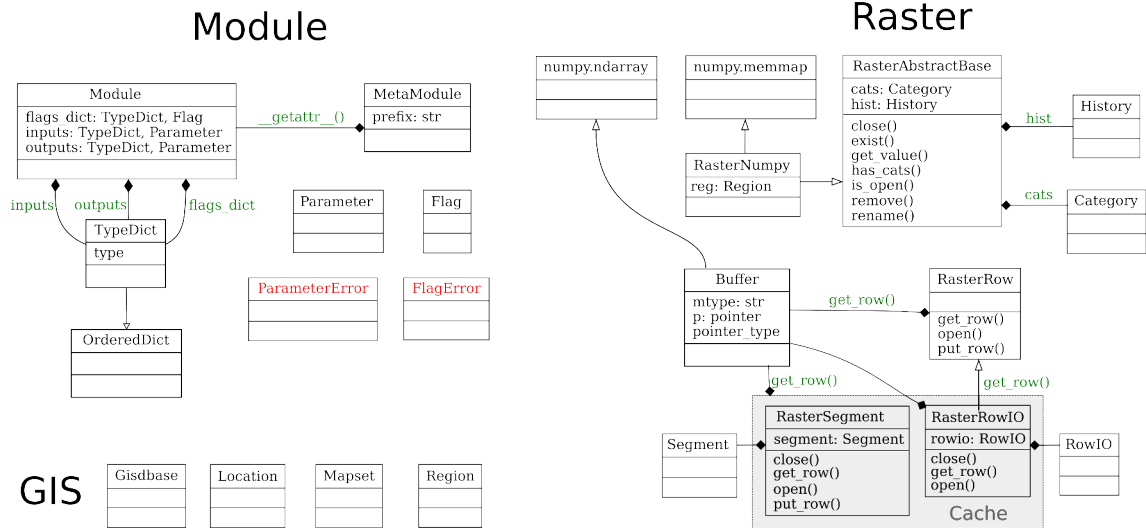 Module
Raster
Module
flags_dict: TypeDict, Flag
inputs: TypeDict, Parameter
outputs: TypeDict, Parameter
__getattr__()
MetaModule
prefix: str
inputs
outputs
flags_dict
TypeDict
type
OrderedDict
Parameter
Flag
ParameterError
FlagError
GIS
Gisdbase
Location
Mapset
Region
numpy.ndarray
numpy.memmap
RasterAbstractBase
cats: Category
hist: History
close()
exist()
get_value()
has_cats()
is_open()
remove()
rename()
hist
History
cats
Category
RasterNumpy
reg: Region
Buffer
mtype: str
p: pointer
pointer_type
get_row()
RasterRow
get_row()
open()
put_row()
get_row()
get_row()
Segment
RasterSegment
segment: Segment
close()
get_row()
open()
put_row()
RasterRowIO
rowio: RowIO
close()
get_row()
open()
RowIO
Cache